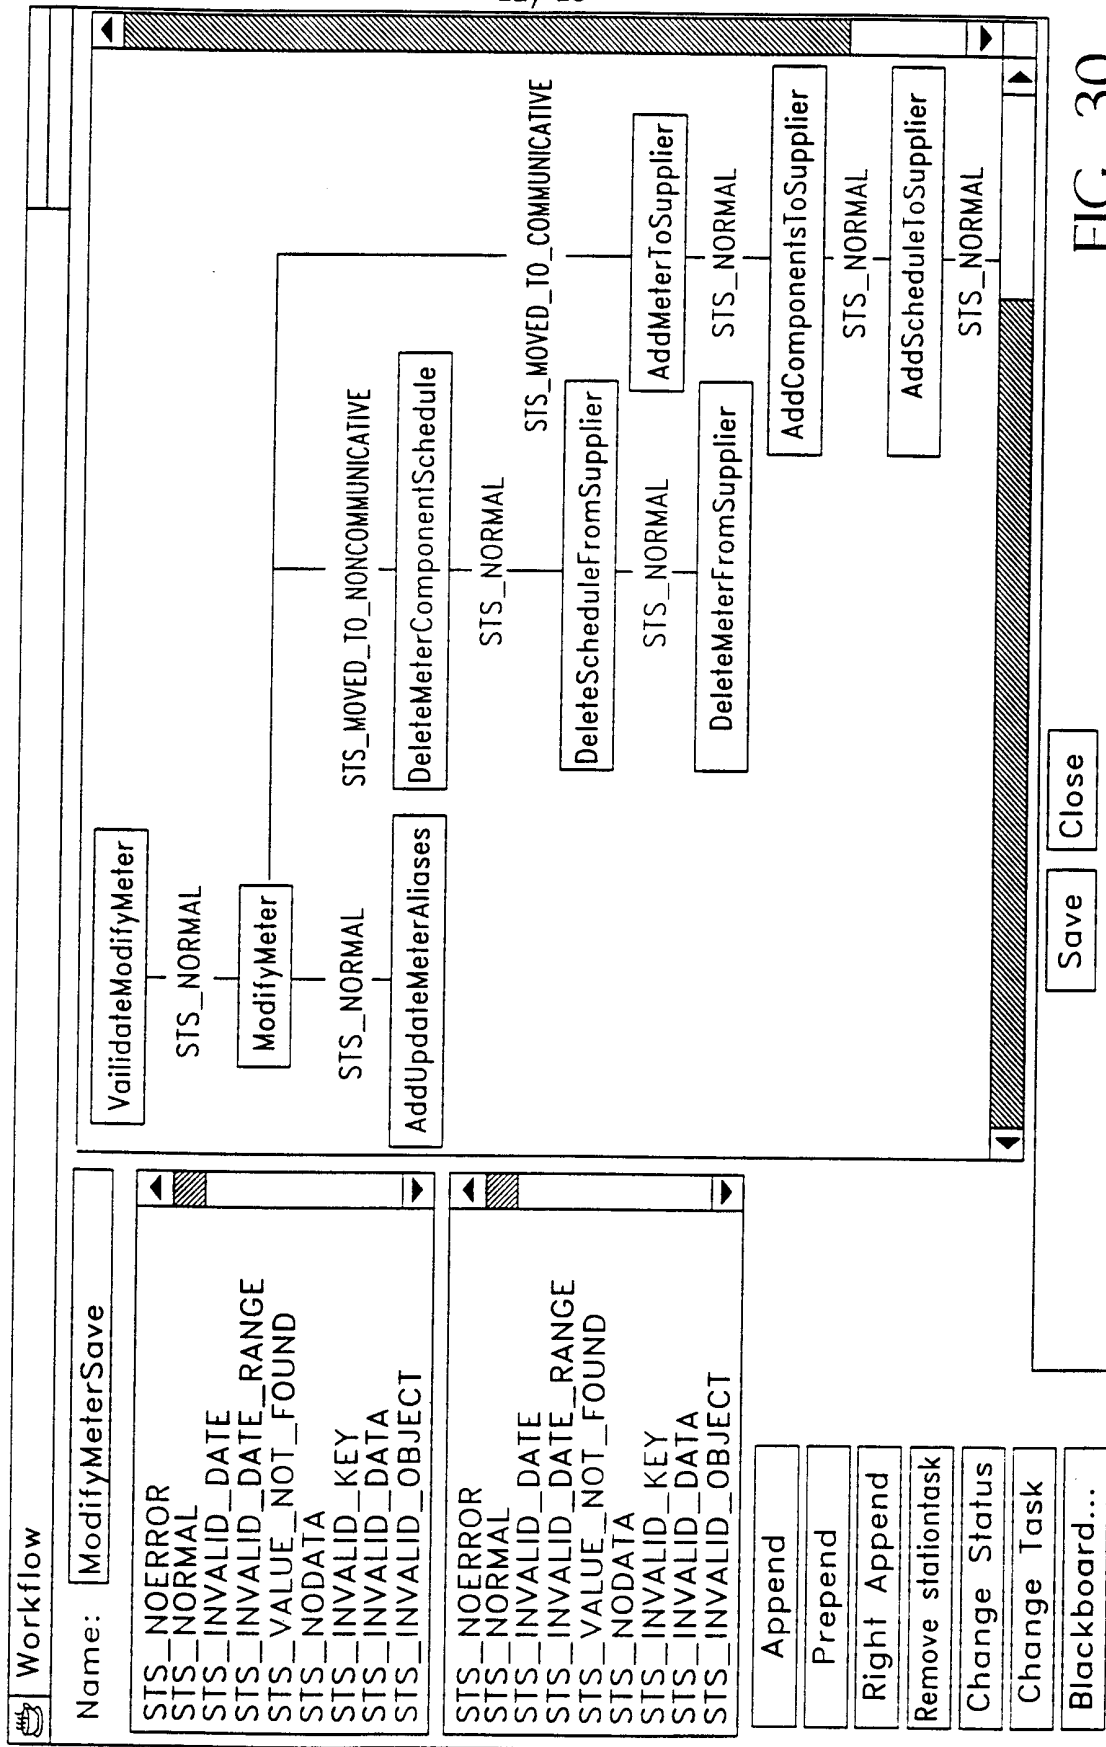 Workflow
Name: ModifyMeterSave
STS_NOERROR
STS_NORMAL
STS_INVALID_DATE
STS_INVALID_DATE_RANGE
STS_VALUE_NOT_FOUND
STS_NODATA
STS_INVALID_KEY
STS_INVALID_DATA
STS_INVALID_OBJECT
STS_NOERROR
STS_NORMAL
STS_INVALID_DATE
STS_INVALID_DATE_RANGE
STS_VALUE_NOT_FOUND
STS_NODATA
STS_INVALID_KEY
STS_INVALID_DATA
STS_INVALID_OBJECT
Append
Prepend
Right Append
Remove stationtask
Change Status
Change Task
Blackboard...
VailidateModifyMeter
STS_NORMAL
ModifyMeter
STS_NORMAL
AddUpdateMeterAliases
STS_MOVED_TO_NONCOMMUNICATIVE
DeleteMeterComponentSchedule
STS_NORMAL
DeleteScheduleFromSupplier
STS_NORMAL
DeleteMerFromSupplier
STS_MOVED_TO_COMMUNICATIVE
AddMeterToSupplier
STS_NORMAL
AddComponentsToSupplier
STS_NORMAL
AddScheduleToSupplier
STS_NORMAL
Save
Close
FIG. 30